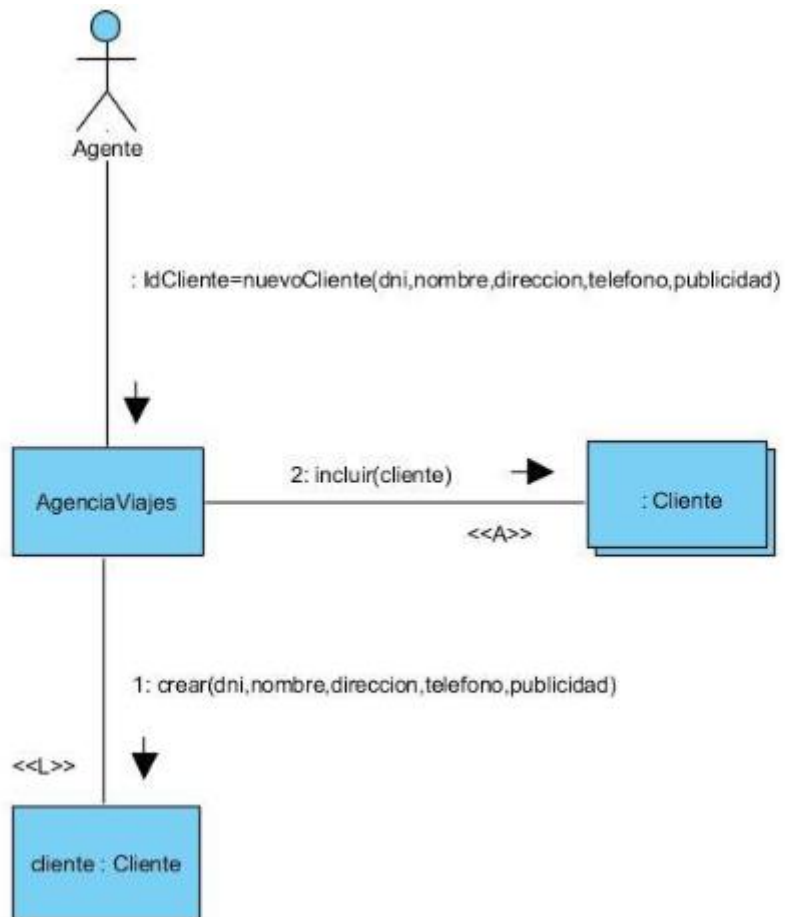 Agente
: IdCliente=nuevoCliente(dni,nombre,direccion,telefono,publicidad)
AgenciaViajes
2: incluir(cliente)
<<A>>
: Cliente
1: crear(dni,nombre,direccion,telefono,publicidad)
<<L>>
cliente : Cliente